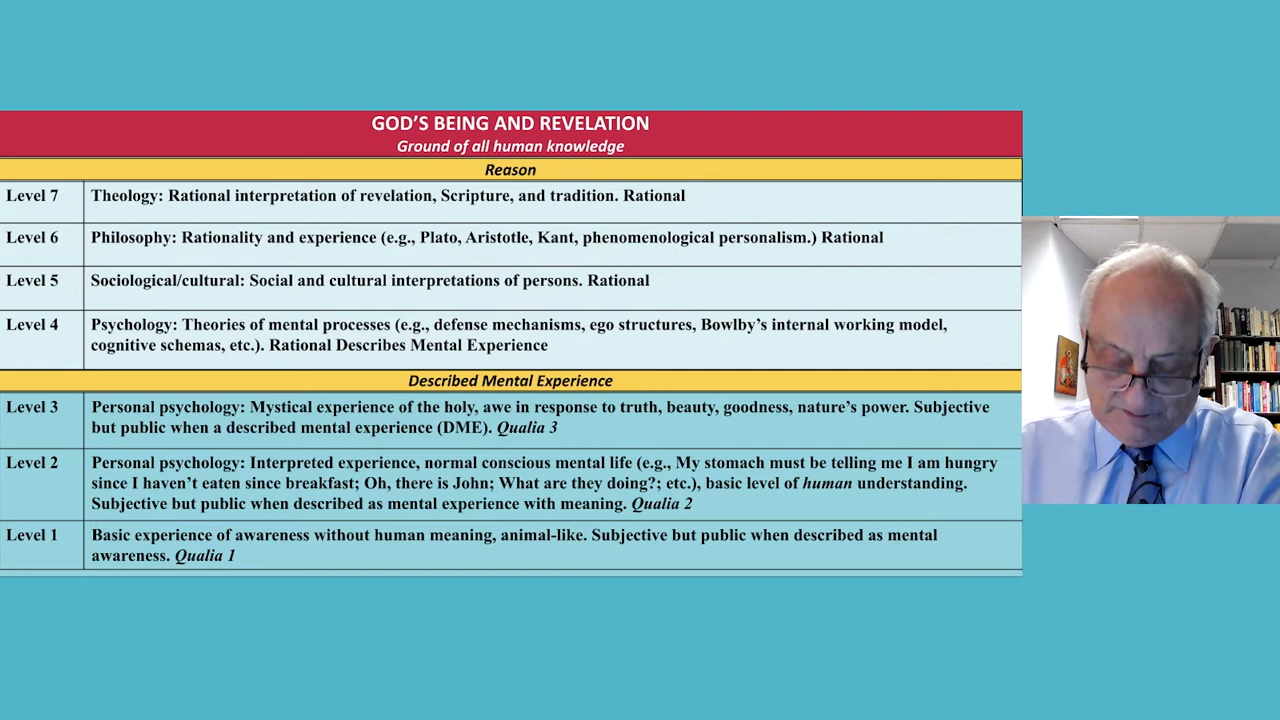 GOD'S BEING AND REVELATION
Ground of all human knowledge
Reason
Level 7
Theology: Rational interpretation of revelation, Scripture, and tradition. Rational
Level 6
Philosophy: Rationality and experience (e.g., Plato, Aristotle, Kant, phenomenological personalism.) Rational
Level 5
Sociological/cultural: Social and cultural interpretations of persons. Rational
Level 4
Psychology: Theories of mental processes (e.g., defense mechanisms, ego structures, Bowlby's internal working model,
cognitive schemas, etc.). Rational Describes Mental Experience
Described Mental Experience
Level 3
Personal psychology: Mystical experience of the holy, awe in response to truth, beauty, goodness, nature's power. Subjective
but public when a described mental experience (DME). Qualia 3
Level 2
Personal psychology: Interpreted experience, normal conscious mental life (e.g., My stomach must be telling me I am hungry
since I haven't eaten since breakfast; Oh, there is John; What are they doing?; etc.), basic level of human understanding.
Subjective but public when described as mental experience with meaning. Qualia 2
Level 1
Basic experience of awareness without human meaning, animal-like. Subjective but public when described as mental
awareness. Qualia 1